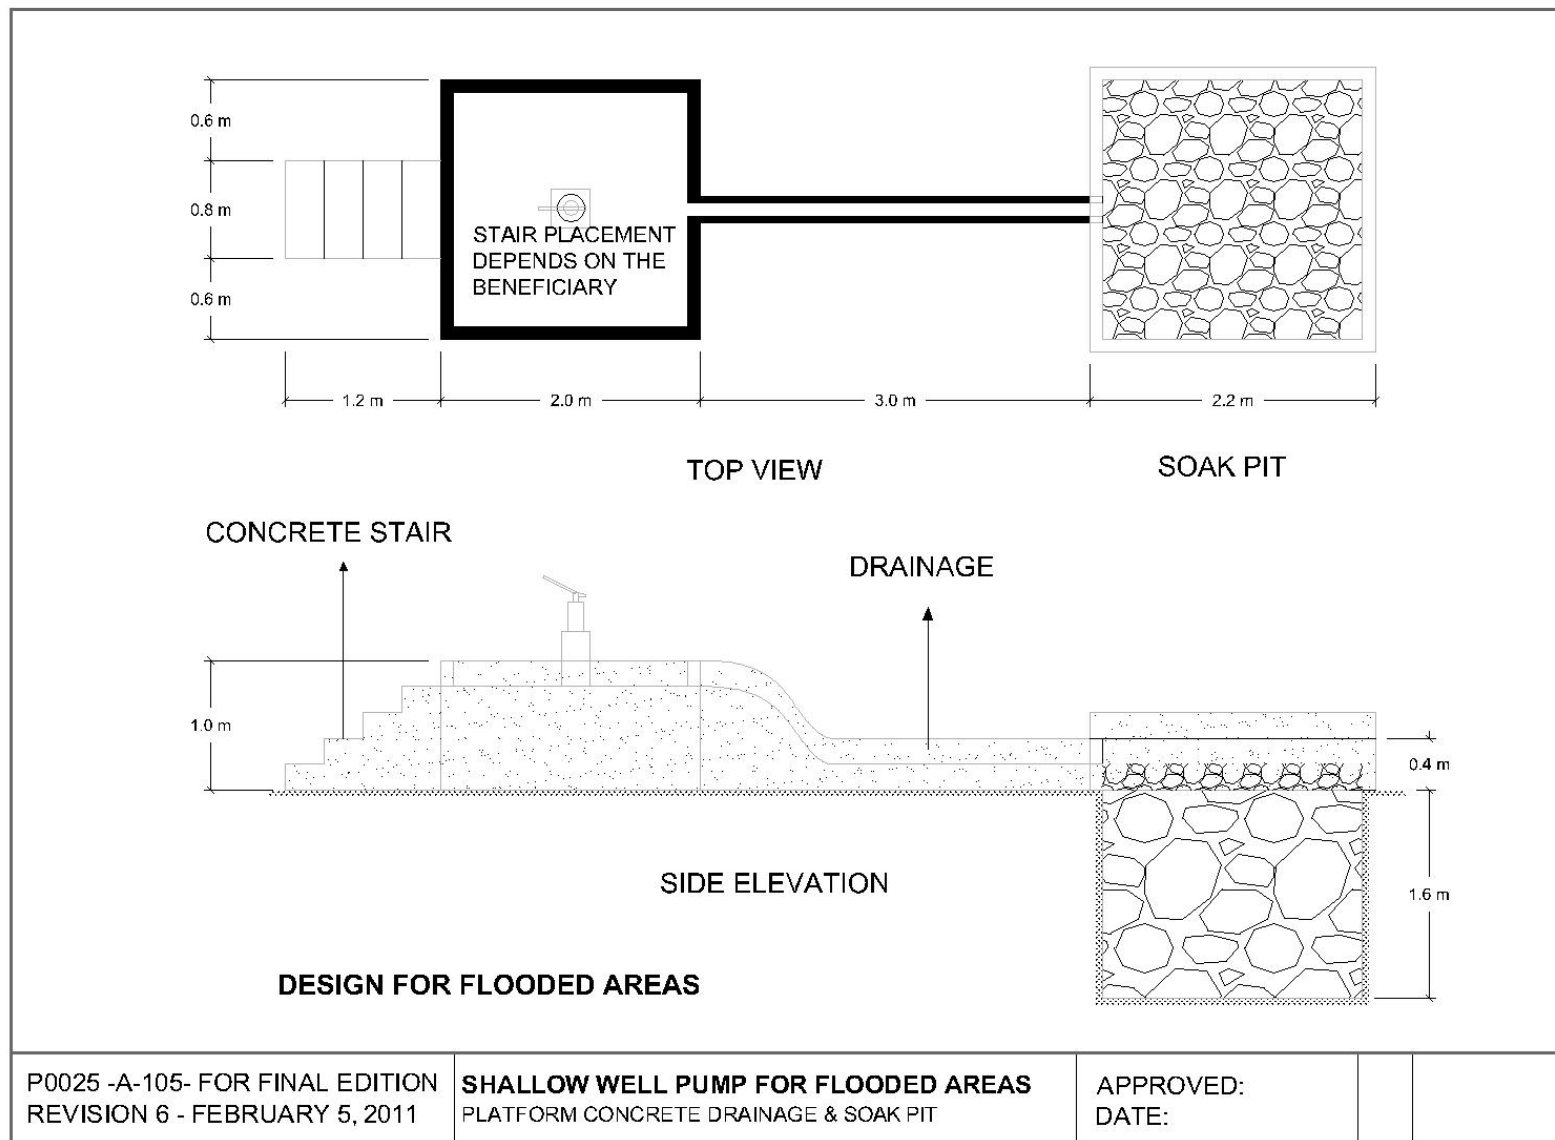 0.6 m
0.8 m
0.6 m
STAIR PLACEMENT
DEPENDS ON THE
BENEFICIARY
1.2 m
2.0 m
3.0 m
2.2 m
TOP VIEW
SOAK PIT
CONCRETE STAIR
DRAINAGE
1.0 m
0.4 m
1.6 m
SIDE ELEVATION
DESIGN FOR FLOODED AREAS
P0025 -A-105- FOR FINAL EDITION
REVISION 6 - FEBRUARY 5, 2011
SHALLOW WELL PUMP FOR FLOODED AREAS
PLATFORM CONCRETE DRAINAGE & SOAK PIT
APPROVED:
DATE: